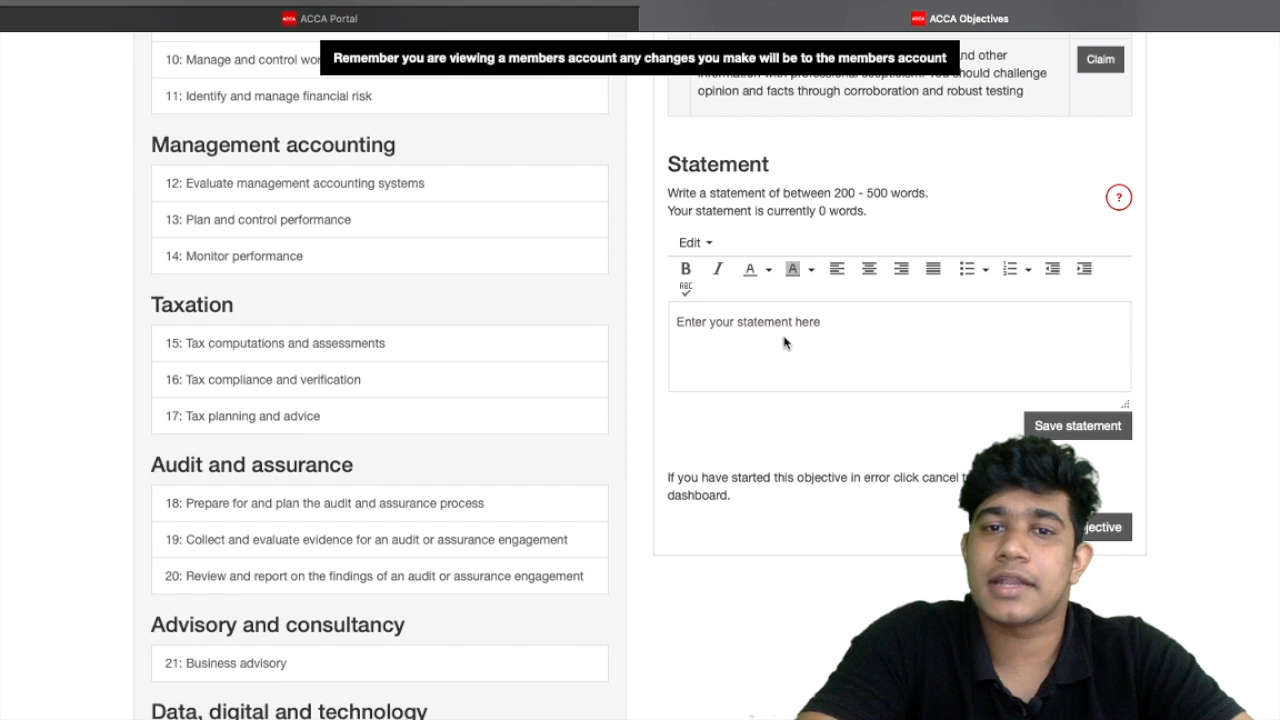 ACCA ACCA Portal
ACCA ACCA Objectives
Remember you are viewing a members account any changes you make will be to the members account
10: Manage and control
11: Identify and manage financial risk
Management accounting
12: Evaluate management accounting systems
13: Plan and control performance
14: Monitor performance
Taxation
15: Tax computations and assessments
16: Tax compliance and verification
17: Tax planning and advice
Audit and assurance
18: Prepare for and plan the audit and assurance process
19: Collect and evaluate evidence for an audit or assurance engagement
20: Review and report on the findings of an audit or assurance engagement
Advisory and consultancy
21: Business advisory
Data, digital and technology
and other
should challenge
opinion and facts through corroboration and robust testing
Claim
Statement
Write a statement of between 200 - 500 words.
Your statement is currently 0 words.
?
Edit
B I A A
ABC
Enter your statement here
Save statement
If you have started this objective in error click cancel
dashboard.